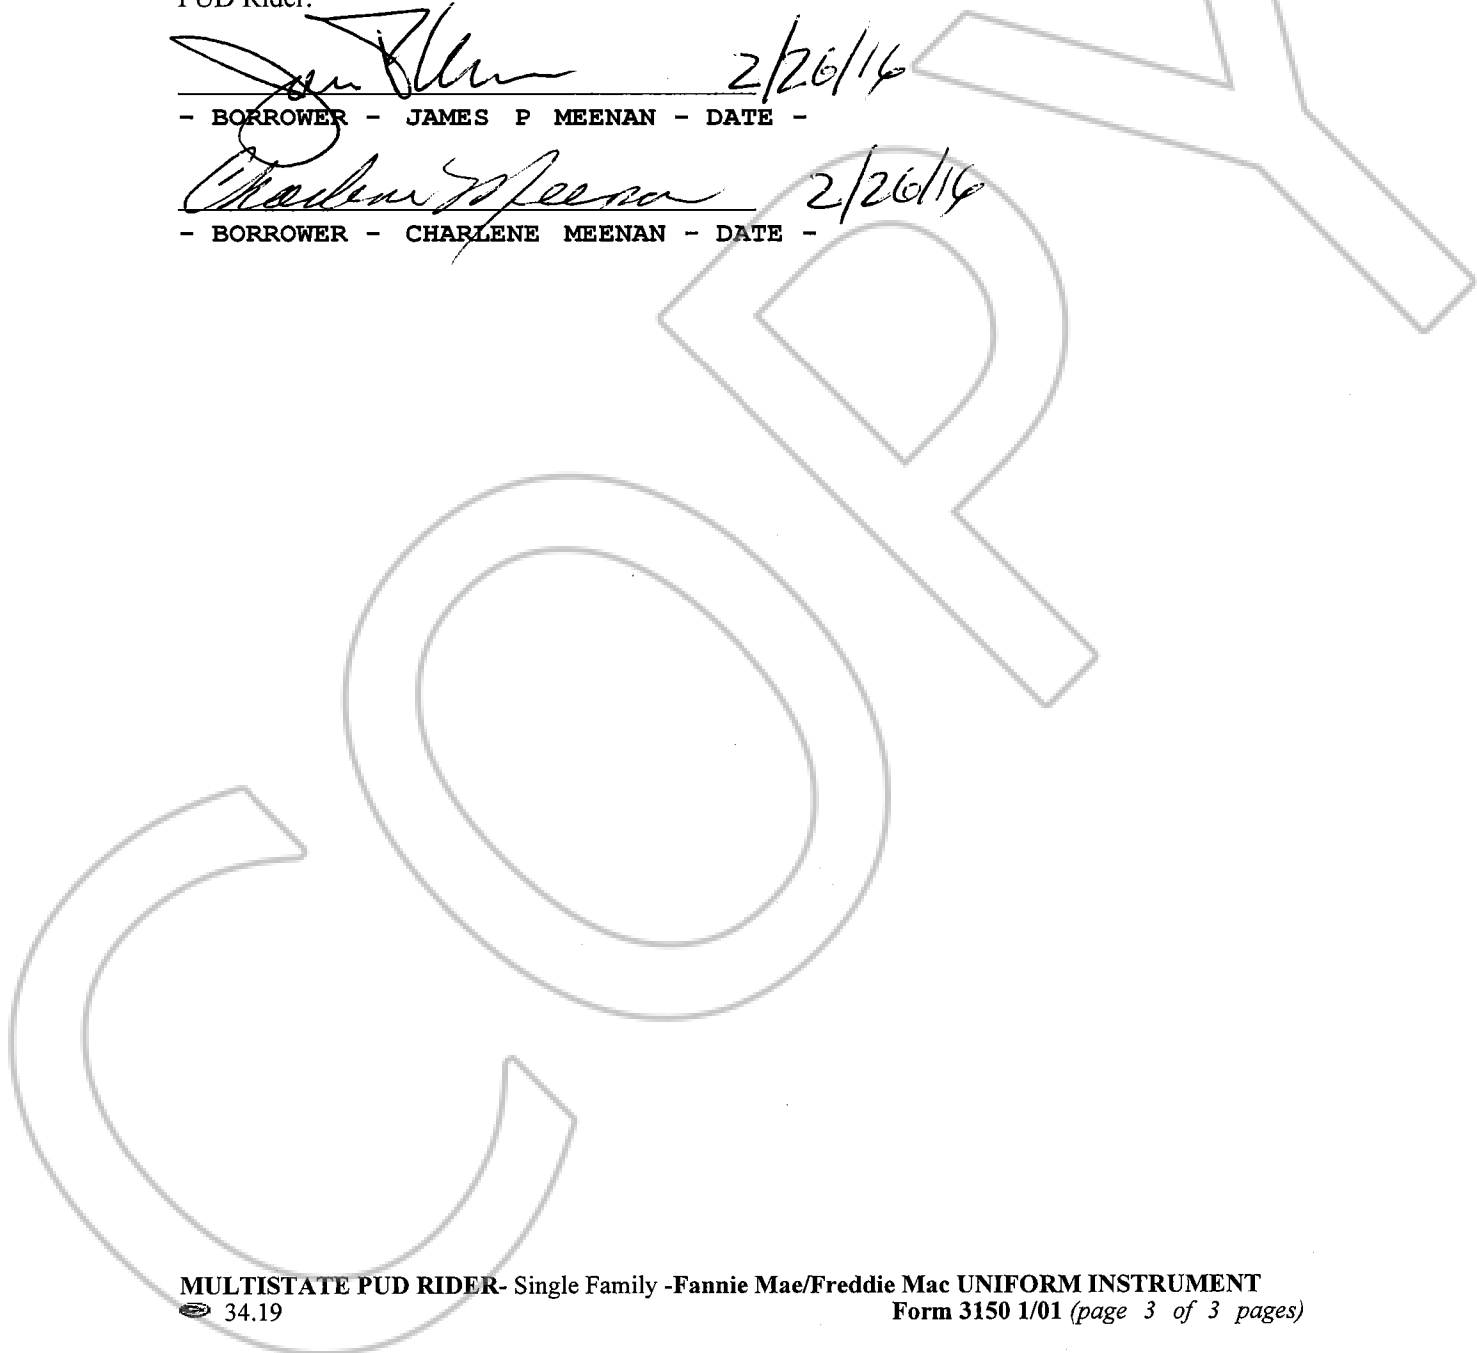 PUD Rider.
2/26/16
- BORROWER - JAMES P MEENAN - DATE -
Charlene Meenan 2/26/16
- BORROWER - CHARLENE MEENAN - DATE -
COPY
MULTISTATE PUD RIDER- Single Family -Fannie Mae/Freddie Mac UNIFORM INSTRUMENT
34.19 Form 3150 1/01 (page 3 of 3 pages)